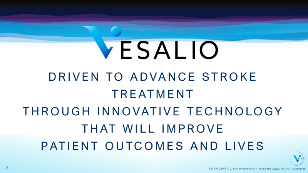 VESALIO
DRIVEN TO ADVANCE STROKE
TREATMENT
THROUGH INNOVATIVE TECHNOLOGY
THAT WILL IMPROVE
PATIENT OUTCOMES AND LIVES